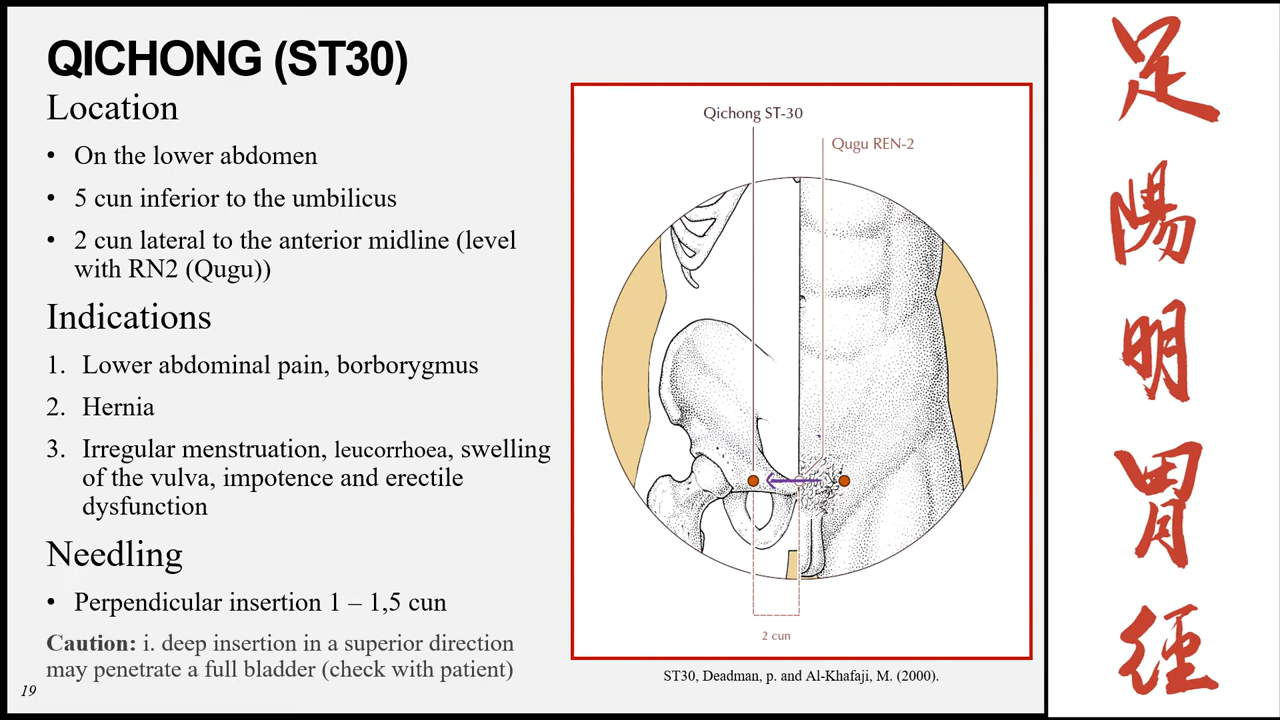 QICHONG (ST30)
Location
• On the lower abdomen
• 5 cun inferior to the umbilicus
• 2 cun lateral to the anterior midline (level
with RN2 (Qugu))
Indications
1. Lower abdominal pain, borborygmus
2. Hernia
3. Irregular menstruation, leucorrhoea, swelling
of the vulva, impotence and erectile
dysfunction
Needling
• Perpendicular insertion 1 – 1,5 cun
Caution: i. deep insertion in a superior direction
may penetrate a full bladder (check with patient)
19
Qichong ST-30
Qugu REN-2
2 cun
ST30, Deadman, p. and Al-Khafaji, M. (2000).
足
陽
明
胃
徑